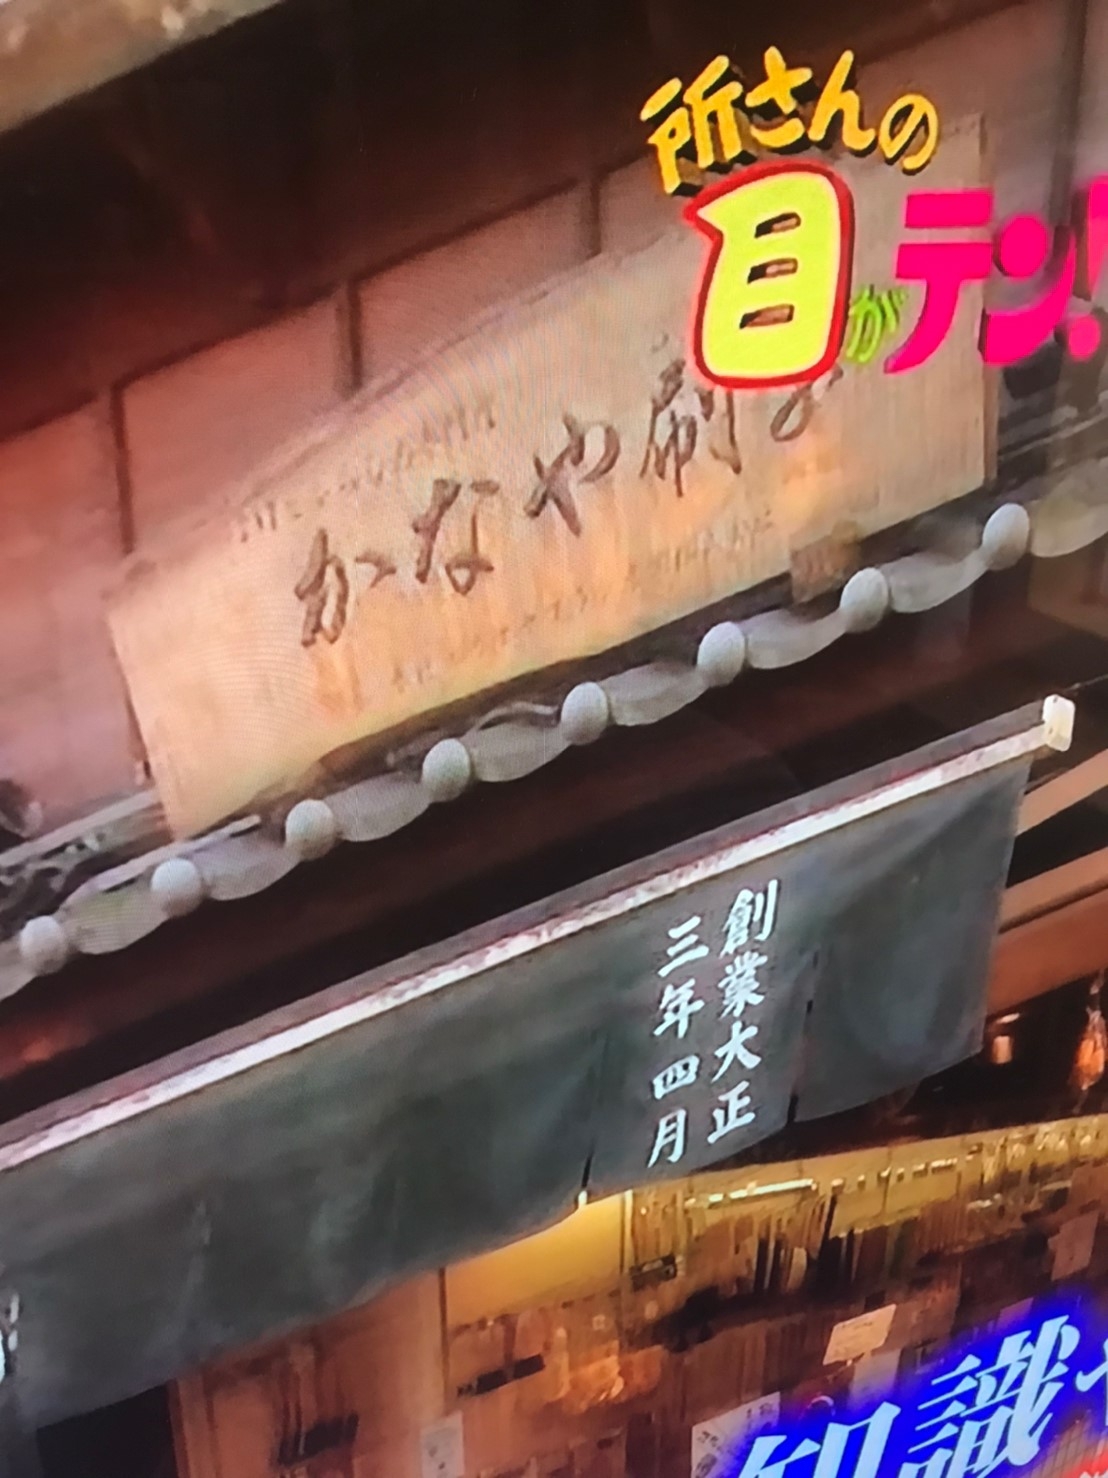 所さんの
目がテン!
かなや刷子
創業大正
三年四月
知識